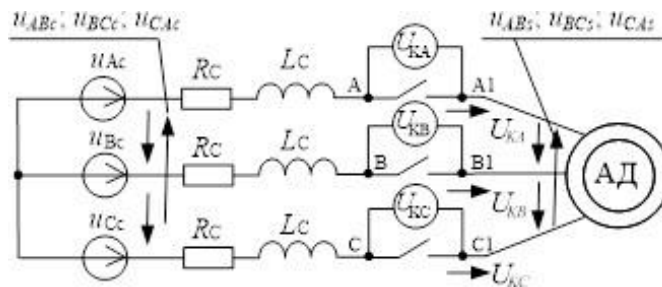 u_ABc; u_BCc; u_CAc
u_ABs; u_BCs; u_CAs
u_Ac R_C L_C A U_KA A1
U_KA
u_Bc R_C L_C B U_KB B1
АД
U_KB
u_Cc R_C L_C C U_KC C1
U_KC